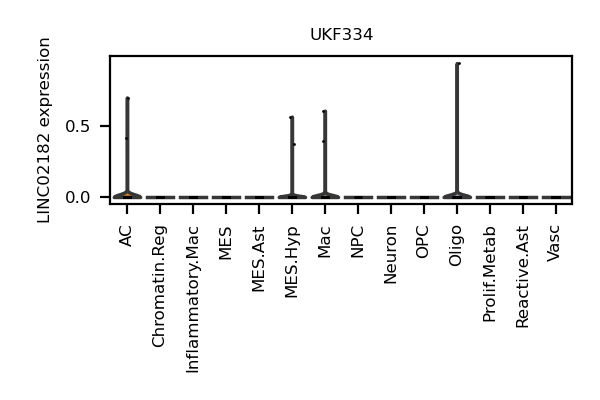 UKF334
LINC02182 expression
0.5
0.0
AC
Chromatin.Reg
Inflammatory.Mac
MES
MES.Ast
MES.Hyp
Mac
NPC
Neuron
OPC
Oligo
Prolif.Metab
Reactive.Ast
Vasc